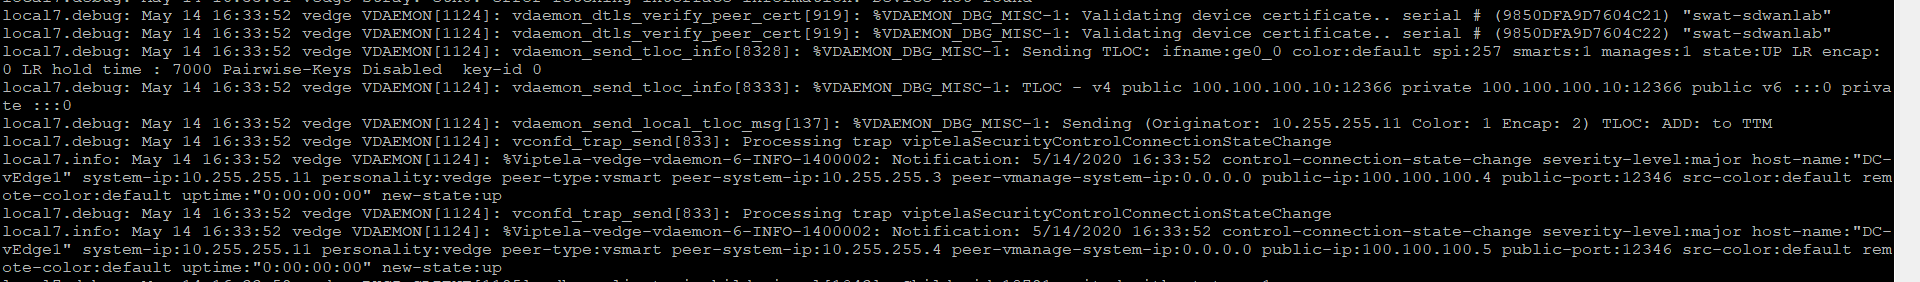 local7.debug: May 14 16:33:52 vedge VDAEMON[1124]: vdaemon_dtls_verify_peer_cert[919]: %VDAEMON_DBG_MISC-1: Validating device certificate.. serial # (9850DFA9D7604C21) "swat-sdwanlab"
local7.debug: May 14 16:33:52 vedge VDAEMON[1124]: vdaemon_dtls_verify_peer_cert[919]: %VDAEMON_DBG_MISC-1: Validating device certificate.. serial # (9850DFA9D7604C22) "swat-sdwanlab"
local7.debug: May 14 16:33:52 vedge VDAEMON[1124]: vdaemon_send_tloc_info[8328]: %VDAEMON_DBG_MISC-1: Sending TLOC: ifname:ge0_0 color:default spi:257 smarts:1 manages:1 state:UP LR encap:
0 LR hold time : 7000 Pairwise-Keys Disabled  key-id 0
local7.debug: May 14 16:33:52 vedge VDAEMON[1124]: vdaemon_send_tloc_info[8333]: %VDAEMON_DBG_MISC-1: TLOC - v4 public 100.100.100.10:12366 private 100.100.100.10:12366 public v6 :::0 priva
te :::0
local7.debug: May 14 16:33:52 vedge VDAEMON[1124]: vdaemon_send_local_tloc_msg[137]: %VDAEMON_DBG_MISC-1: Sending (Originator: 10.255.255.11 Color: 1 Encap: 2) TLOC: ADD: to TTM
local7.debug: May 14 16:33:52 vedge VDAEMON[1124]: vconfd_trap_send[833]: Processing trap viptelaSecurityControlConnectionStateChange
local7.info: May 14 16:33:52 vedge VDAEMON[1124]: %Viptela-vedge-vdaemon-6-INFO-1400002: Notification: 5/14/2020 16:33:52 control-connection-state-change severity-level:major host-name:"DC-
vEdge1" system-ip:10.255.255.11 personality:vedge peer-type:vsmart peer-system-ip:10.255.255.3 peer-vmanage-system-ip:0.0.0.0 public-ip:100.100.100.4 public-port:12346 src-color:default rem
ote-color:default uptime:"0:00:00:00" new-state:up
local7.debug: May 14 16:33:52 vedge VDAEMON[1124]: vconfd_trap_send[833]: Processing trap viptelaSecurityControlConnectionStateChange
local7.info: May 14 16:33:52 vedge VDAEMON[1124]: %Viptela-vedge-vdaemon-6-INFO-1400002: Notification: 5/14/2020 16:33:52 control-connection-state-change severity-level:major host-name:"DC-
vEdge1" system-ip:10.255.255.11 personality:vedge peer-type:vsmart peer-system-ip:10.255.255.4 peer-vmanage-system-ip:0.0.0.0 public-ip:100.100.100.5 public-port:12346 src-color:default rem
ote-color:default uptime:"0:00:00:00" new-state:up